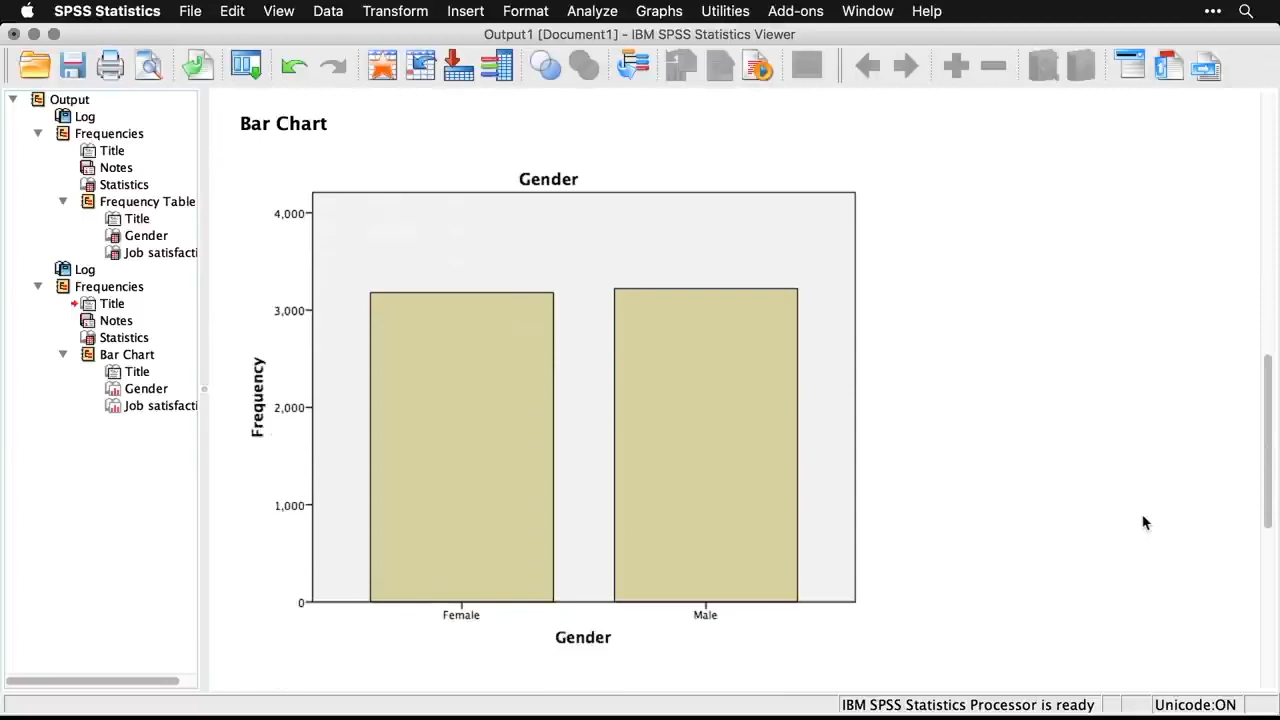 SPSS Statistics File Edit View Data Transform Insert Format Analyze Graphs Utilities Add-ons Window Help
Output1 [Document1] - IBM SPSS Statistics Viewer
Output
Log
Frequencies
Title
Notes
Statistics
Frequency Table
Title
Gender
Job satisfacti
Log
Frequencies
Title
Notes
Statistics
Bar Chart
Title
Gender
Job satisfacti
Bar Chart
Gender
4,000
3,000
2,000
1,000
0
Frequency
Female Male
Gender
IBM SPSS Statistics Processor is ready Unicode:ON